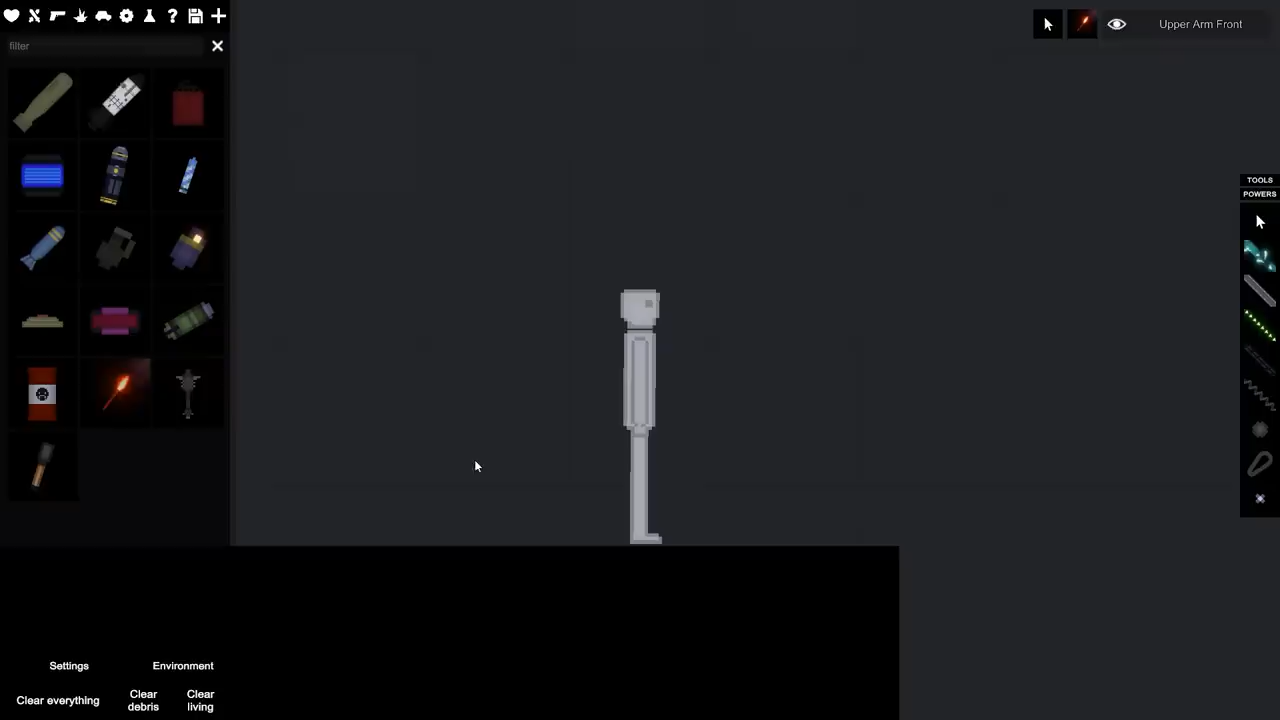 filter
Upper Arm Front
TOOLS
POWERS
Settings
Environment
Clear everything
Clear
debris
Clear
living